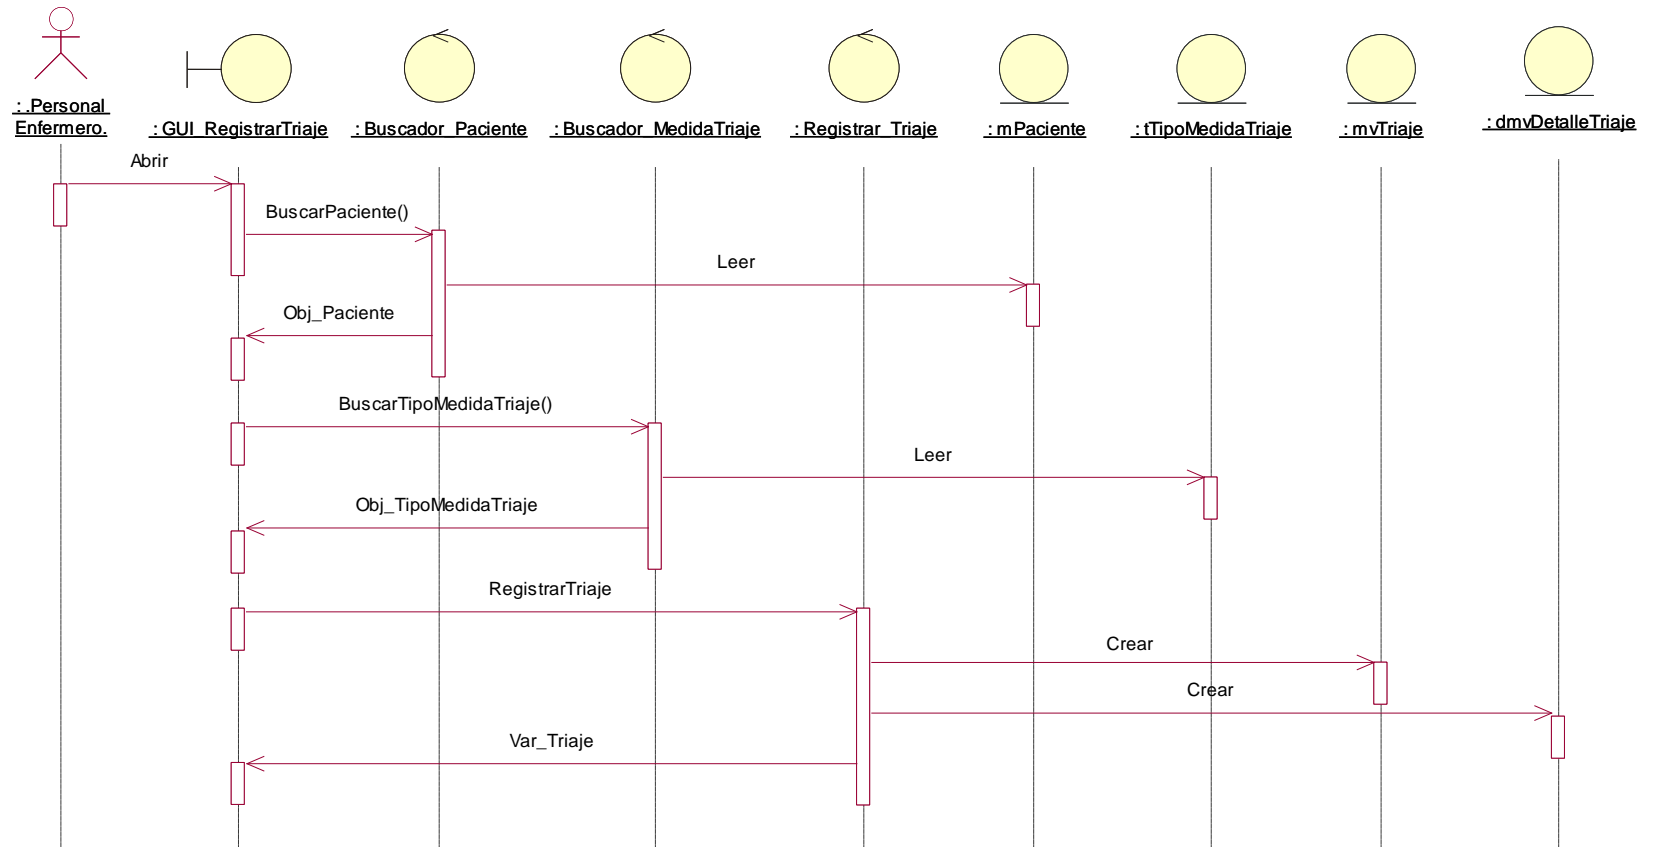 : .Personal
Enfermero.
: GUI_RegistrarTriaje
: Buscador_Paciente
: Buscador_MedidaTriaje
: Registrar_Triaje
: mPaciente
: tTipoMedidaTriaje
: mvTriaje
: dmvDetalleTriaje
Abrir
BuscarPaciente()
Leer
Obj_Paciente
BuscarTipoMedidaTriaje()
Leer
Obj_TipoMedidaTriaje
RegistrarTriaje
Crear
Crear
Var_Triaje